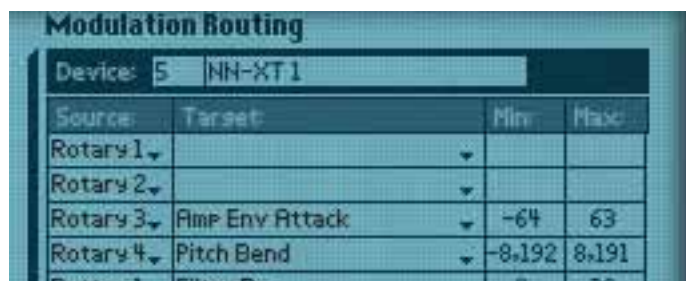 Modulation Routing
Device: 5 NN-XT 1
Source: Target: Min: Max:
Rotary 1
Rotary 2
Rotary 3 Amp Env Attack -64 63
Rotary 4 Pitch Bend -8,192 8,191